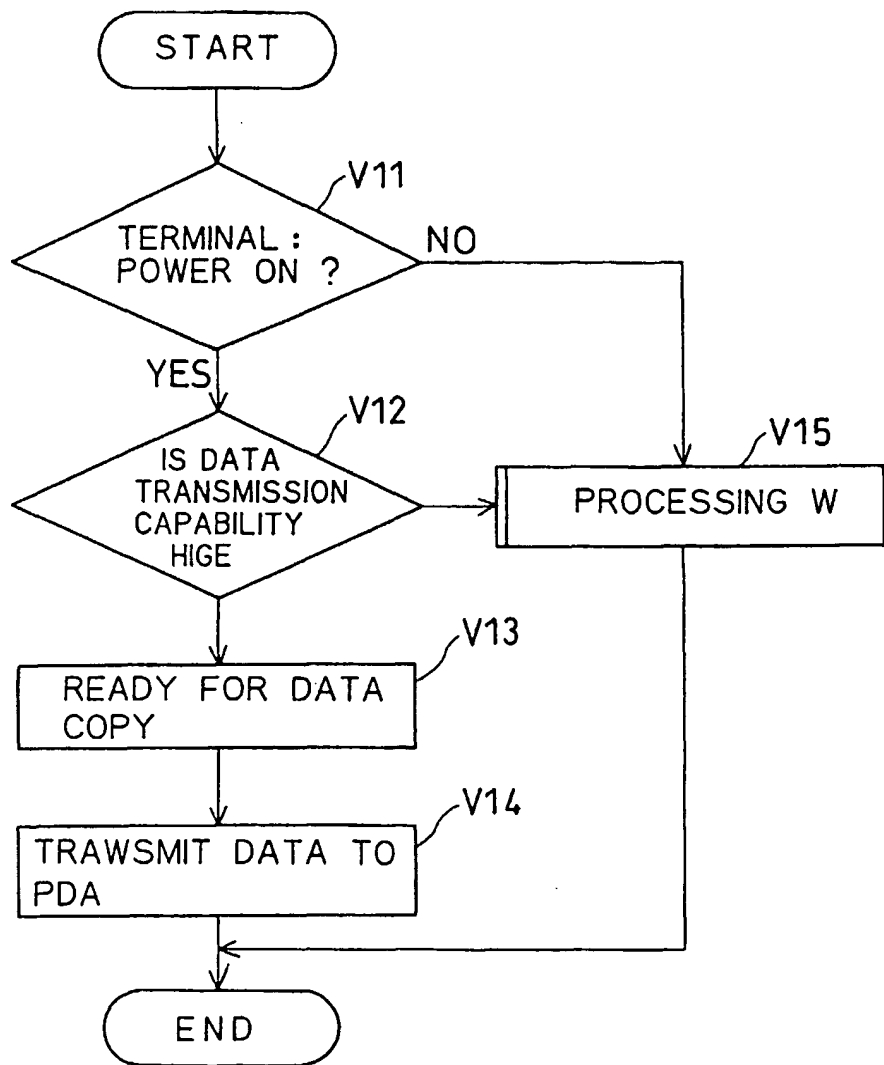 START
V11
TERMINAL :
POWER ON ?
NO
YES
V12
IS DATA
TRANSMISSION
CAPABILITY
HIGE
V15
PROCESSING W
V13
READY FOR DATA
COPY
V14
TRAWSMIT DATA TO
PDA
END